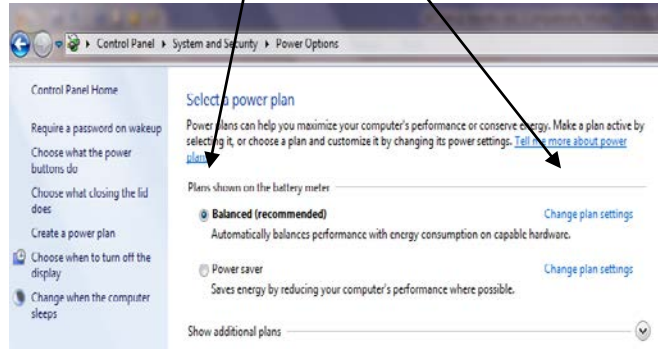 Control Panel System and Security Power Options
Control Panel Home
Require a password on wakeup
Choose what the power
buttons do
Choose what closing the lid
does
Create a power plan
Choose when to turn off the
display
Change when the computer
sleeps
Select a power plan
Power plans can help you maximize your computer's performance or conserve energy. Make a plan active by
selecting it, or choose a plan and customize it by changing its power settings. Tell me more about power
plans
Plans shown on the battery meter
Balanced (recommended) Change plan settings
Automatically balances performance with energy consumption on capable hardware.
Power saver Change plan settings
Saves energy by reducing your computer's performance where possible.
Show additional plans